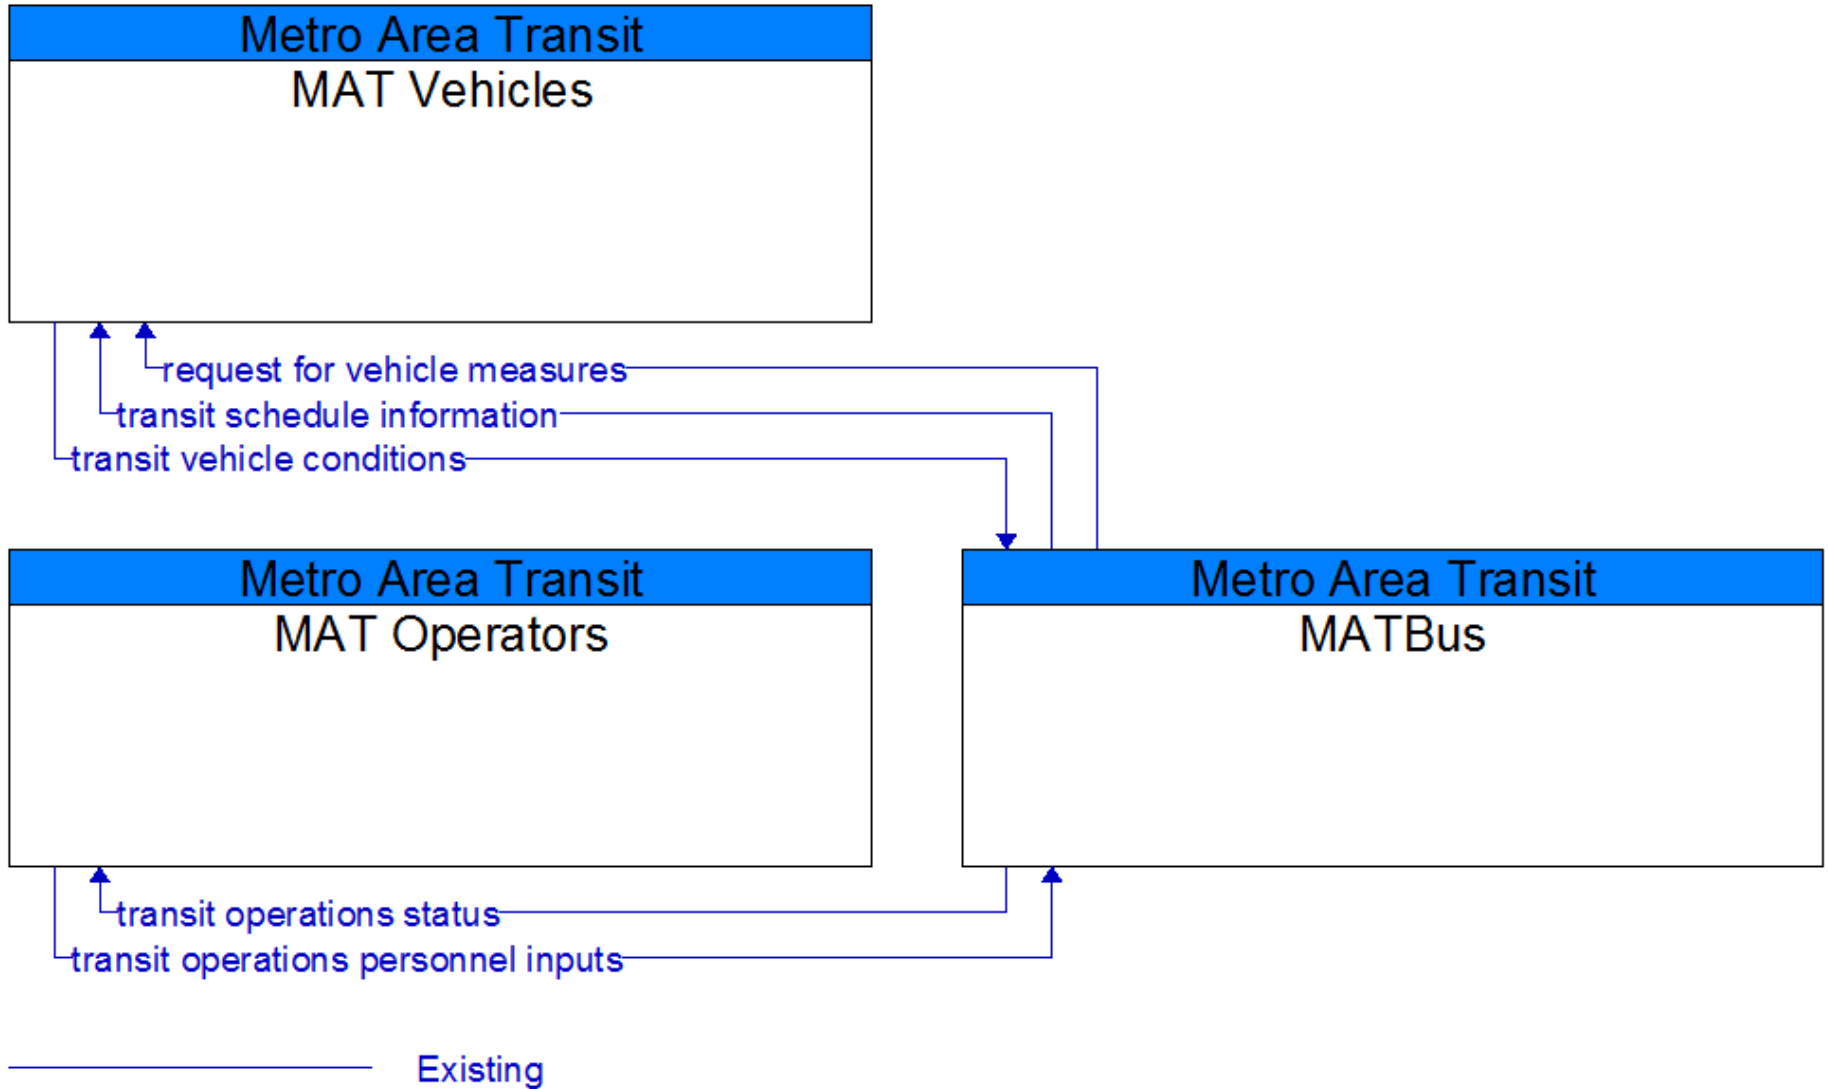 Metro Area Transit
MAT Vehicles
request for vehicle measures
transit schedule information
transit vehicle conditions
Metro Area Transit
MAT Operators
Metro Area Transit
MATBus
transit operations status
transit operations personnel inputs
Existing